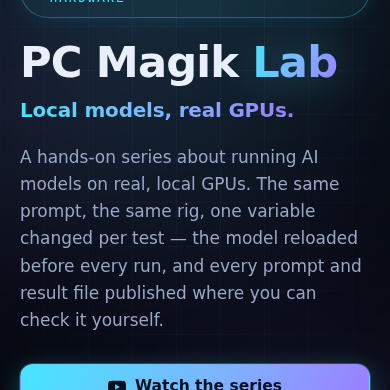 HARDWARE
PC Magik Lab
Local models, real GPUs.
A hands-on series about running AI
models on real, local GPUs. The same
prompt, the same rig, one variable
changed per test — the model reloaded
before every run, and every prompt and
result file published where you can
check it yourself.
Watch the series